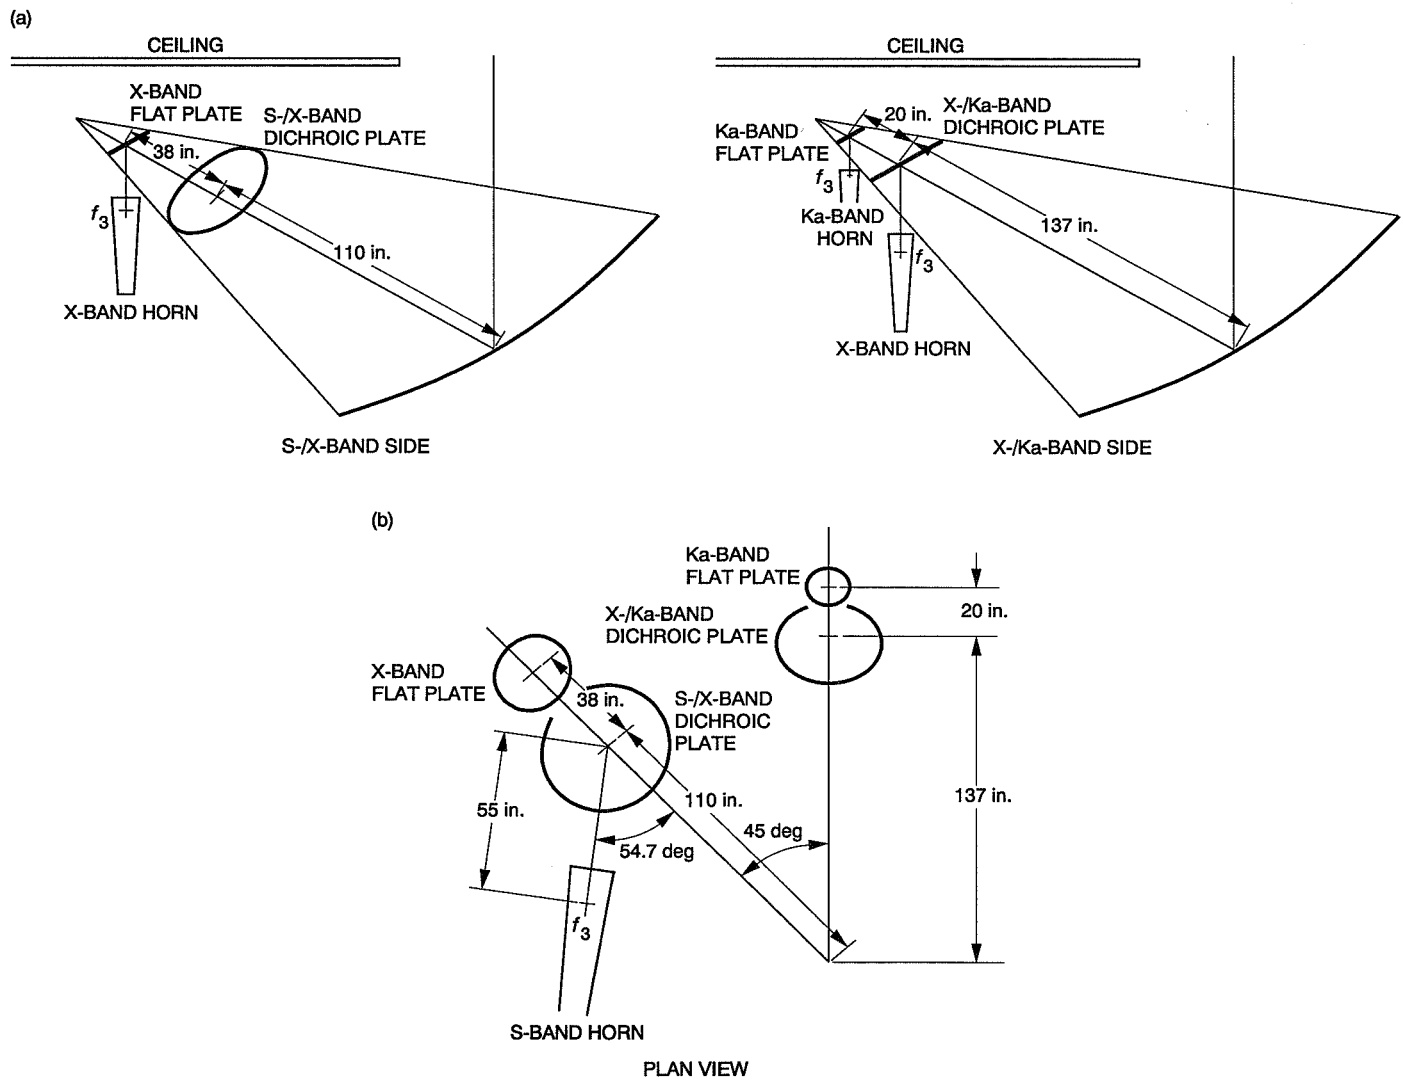 (a)
CEILING
X-BAND
FLAT PLATE
S-/X-BAND
DICHROIC PLATE
38 in.
f3
110 in.
X-BAND HORN
S-/X-BAND SIDE
CEILING
20 in.
X-/Ka-BAND
DICHROIC PLATE
Ka-BAND
FLAT PLATE
f3
Ka-BAND
HORN
137 in.
f3
X-BAND HORN
X-/Ka-BAND SIDE
(b)
Ka-BAND
FLAT PLATE
20 in.
X-/Ka-BAND
DICHROIC PLATE
X-BAND
FLAT PLATE
38 in.
S-/X-BAND
DICHROIC
PLATE
55 in.
110 in.
137 in.
45 deg
54.7 deg
f3
S-BAND HORN
PLAN VIEW